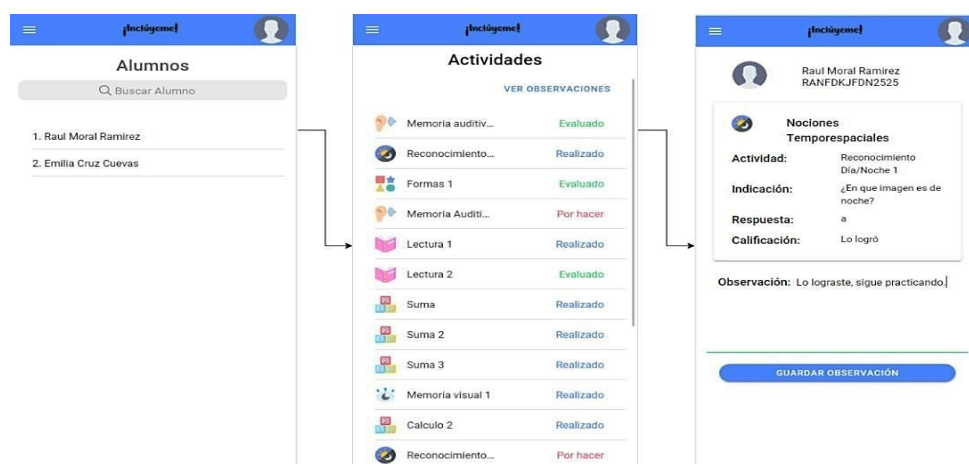 ¡Inclúyeme!
Alumnos
Buscar Alumno
1. Raul Moral Ramirez
2. Emilia Cruz Cuevas
¡Inclúyeme!
Actividades
VER OBSERVACIONES
Memoria auditiv... Evaluado
Reconocimiento... Realizado
Formas 1 Evaluado
Memoria Auditi... Por hacer
Lectura 1 Realizado
Lectura 2 Evaluado
Suma Realizado
Suma 2 Realizado
Suma 3 Realizado
Memoria visual 1 Realizado
Calculo 2 Realizado
Reconocimiento... Por hacer
¡Inclúyeme!
Raul Moral Ramirez
RANFDKJFDN2525
Nociones
Temporespaciales
Actividad: Reconocimiento
Día/Noche 1
Indicación: ¿En que imagen es de
noche?
Respuesta: a
Calificación: Lo logró
Observación: Lo lograste, sigue practicando.
GUARDAR OBSERVACIÓN